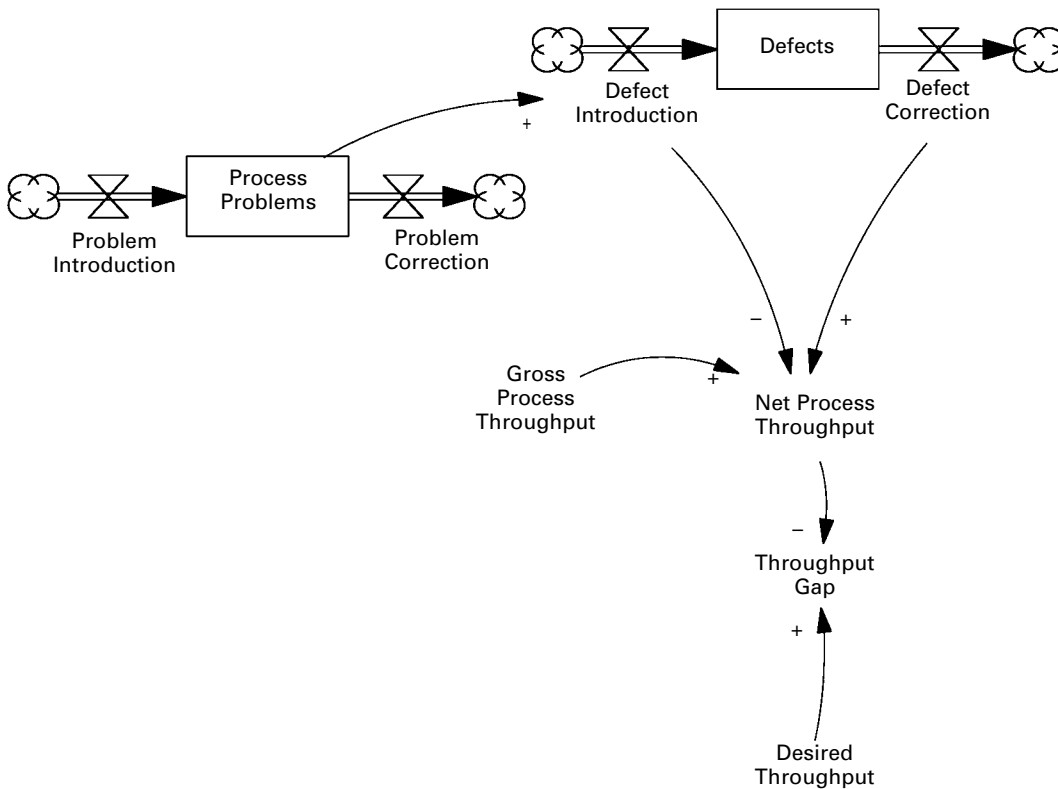 Defects
Defect
Introduction
Defect
Correction
+
Process
Problems
Problem
Introduction
Problem
Correction
–
+
Gross
Process
Throughput
+
Net Process
Throughput
–
Throughput
Gap
+
Desired
Throughput